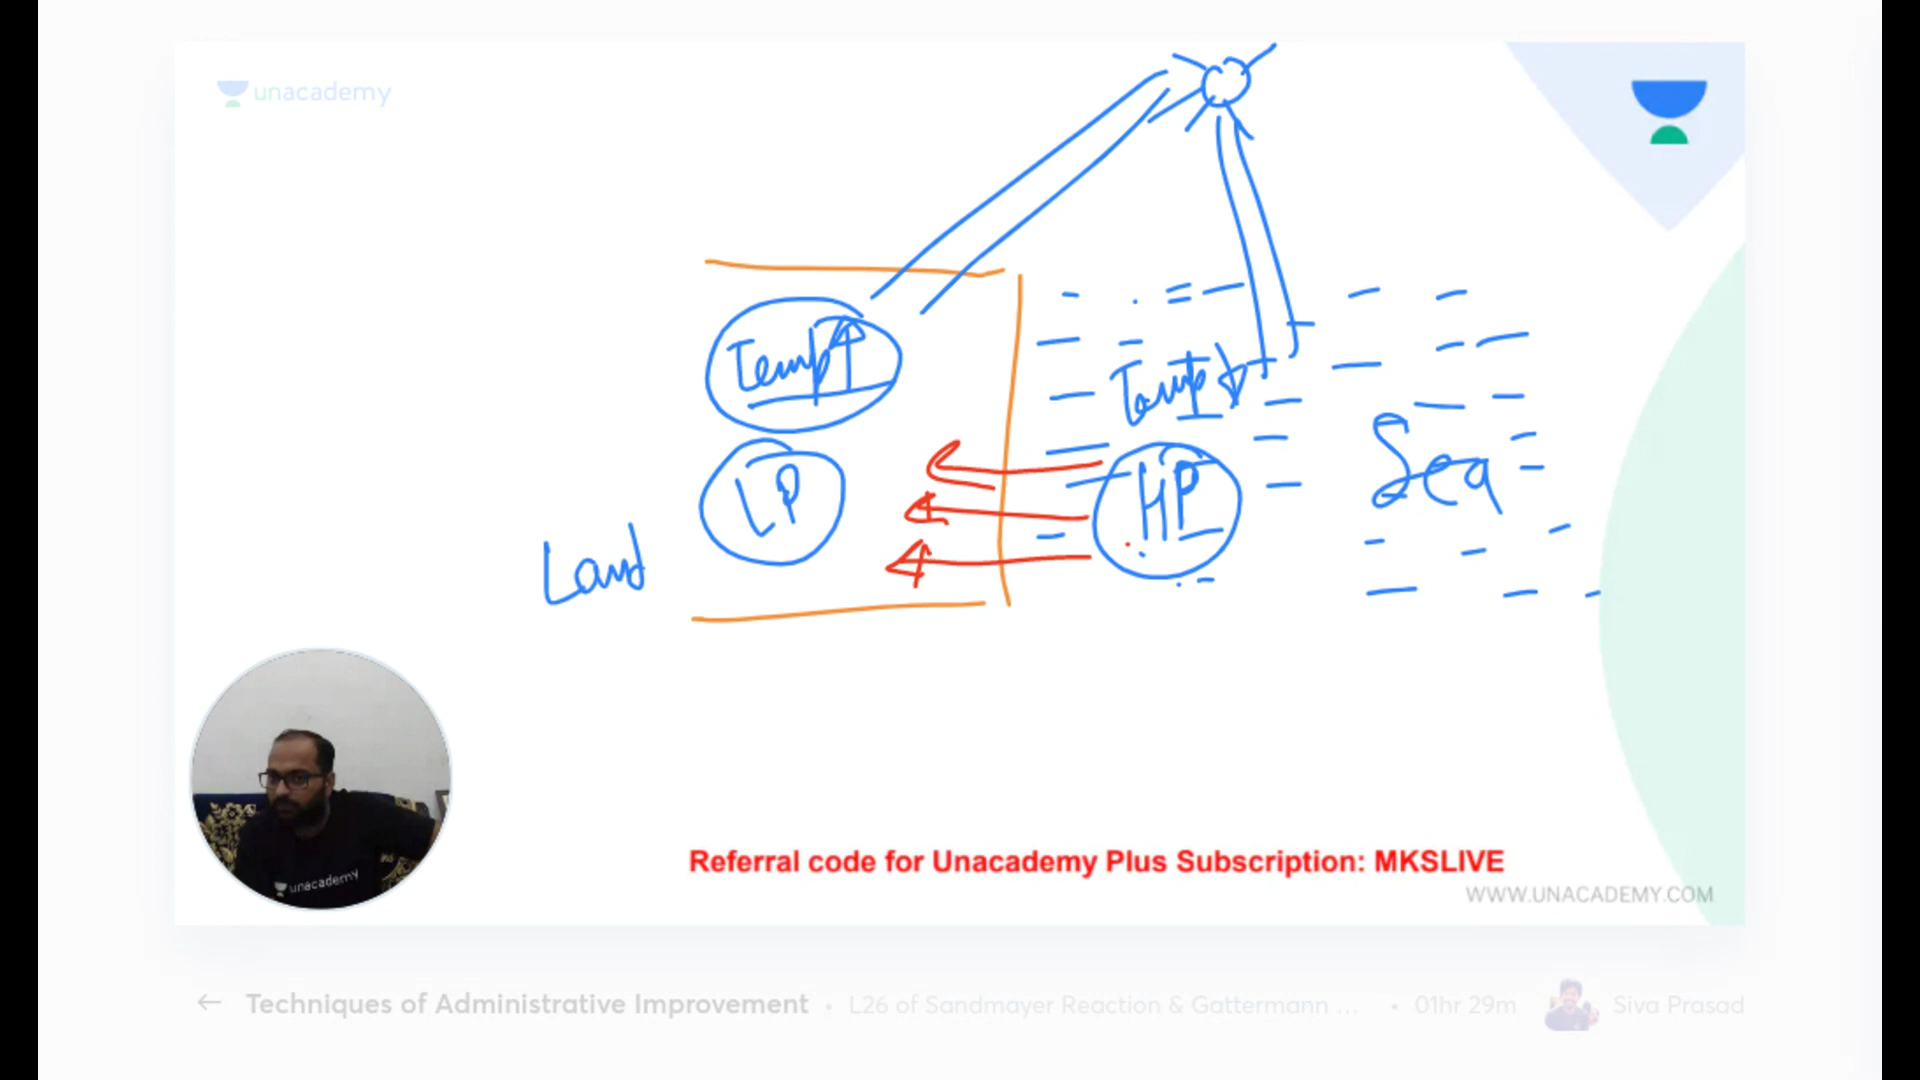 unacademy
Temp↑
Temp↓
LP
HP
Sea
Land
unacademy
Referral code for Unacademy Plus Subscription: MKSLIVE
WWW.UNACADEMY.COM
← Techniques of Administrative Improvement • L26 of Sandmayer Reaction & Gattermann ... • 01hr 29m Siva Prasad